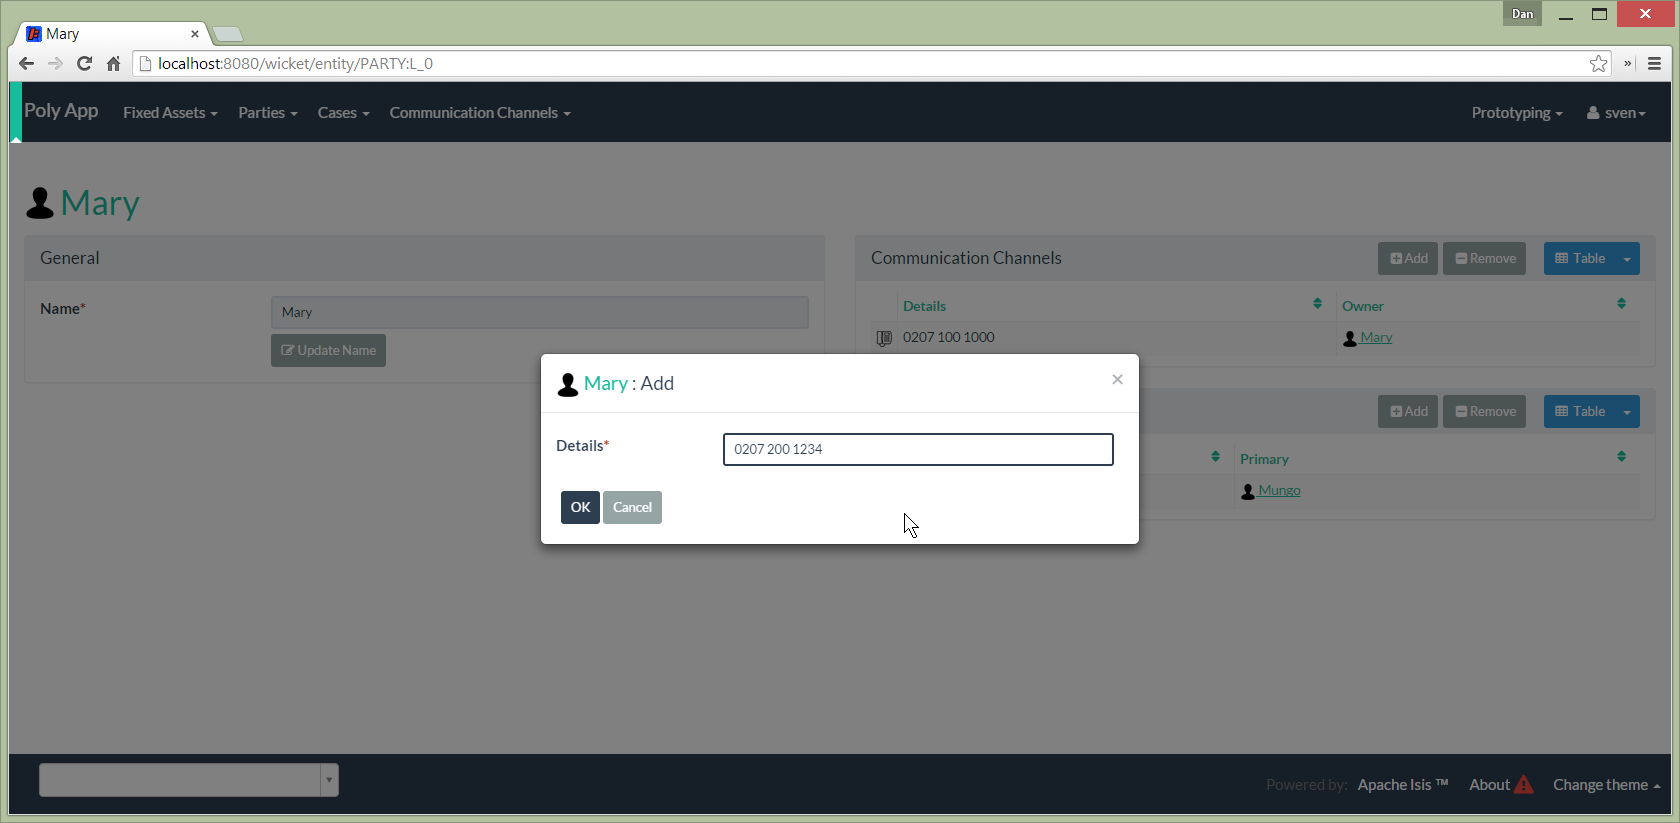 Dan
Mary
localhost:8080/wicket/entity/PARTY:L_0
»
Poly App Fixed Assets Parties Cases Communication Channels Prototyping sven
Mary
General
Name*
Mary
Update Name
Communication Channels Add Remove Table
Details Owner
0207 100 1000 Mary
Add Remove Table
Primary
Mungo
Mary : Add ×
Details* 0207 200 1234
OK Cancel
Powered by: Apache Isis ™ About Change theme